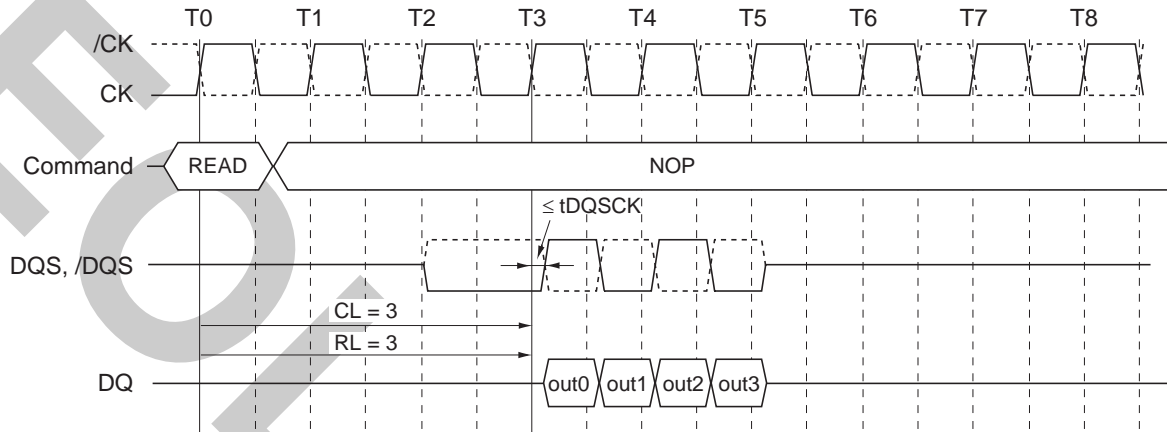 T0 T1 T2 T3 T4 T5 T6 T7 T8
/CK
CK
Command READ NOP
≤ tDQSCK
DQS, /DQS
CL = 3
RL = 3
DQ out0 out1 out2 out3